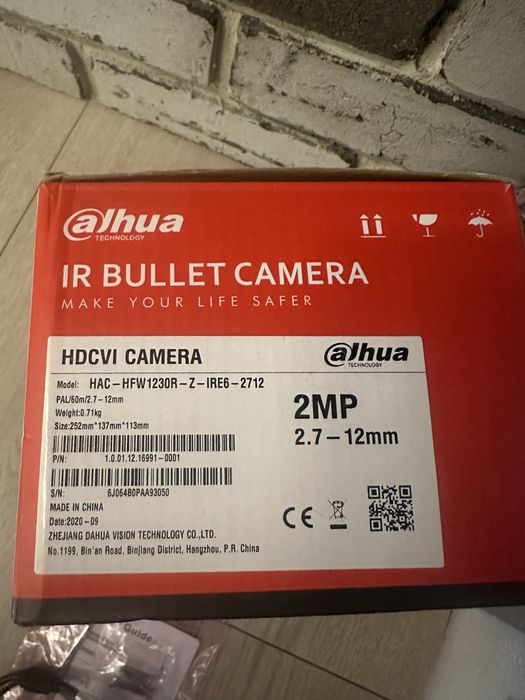 alhua
TECHNOLOGY
IR BULLET CAMERA
MAKE YOUR LIFE SAFER
HDCVI CAMERA
alhua
TECHNOLOGY
Model: HAC-HFW1230R-Z-IRE6-2712
PAL/60m/2.7-12mm
Weight:0.71kg
Size:252mm*137mm*113mm
2MP
2.7-12mm
P/N: 1.0.01.12.16991-0001
S/N: 6J064B0PAA93050
MADE IN CHINA
Date:2020-09
CE
ZHEJIANG DAHUA VISION TECHNOLOGY CO.,LTD.
No.1199, Bin'an Road, Binjiang District, Hangzhou, P.R. China
Guide